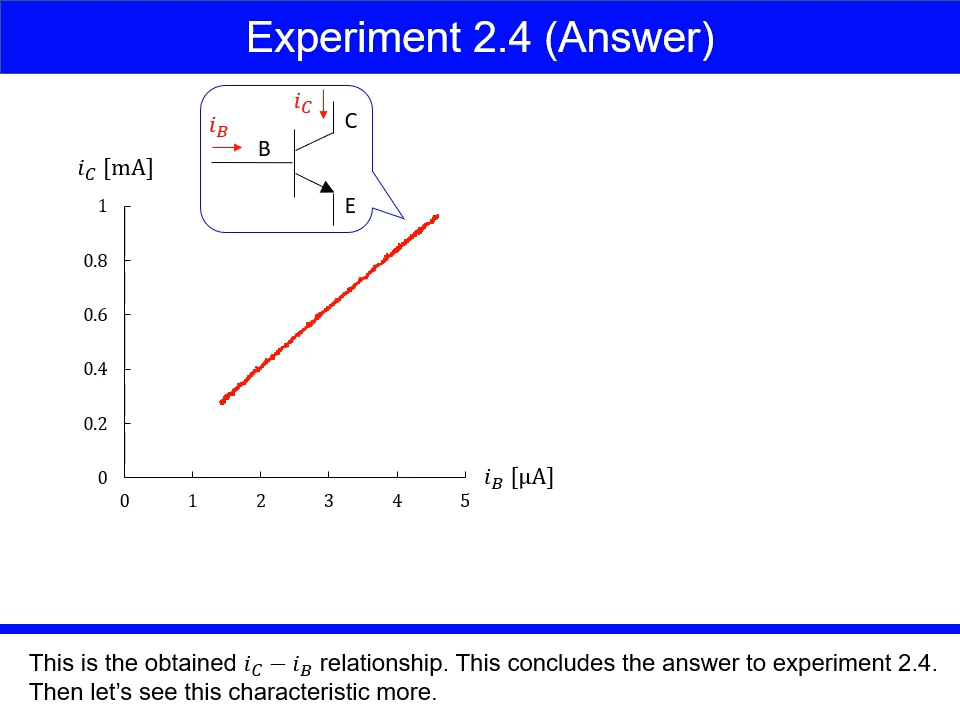 Experiment 2.4 (Answer)
i_C
C
i_B
B
i_C [mA]
E
1
0.8
0.6
0.4
0.2
0
i_B [μA]
0 1 2 3 4 5
This is the obtained i_C − i_B relationship. This concludes the answer to experiment 2.4.
Then let’s see this characteristic more.